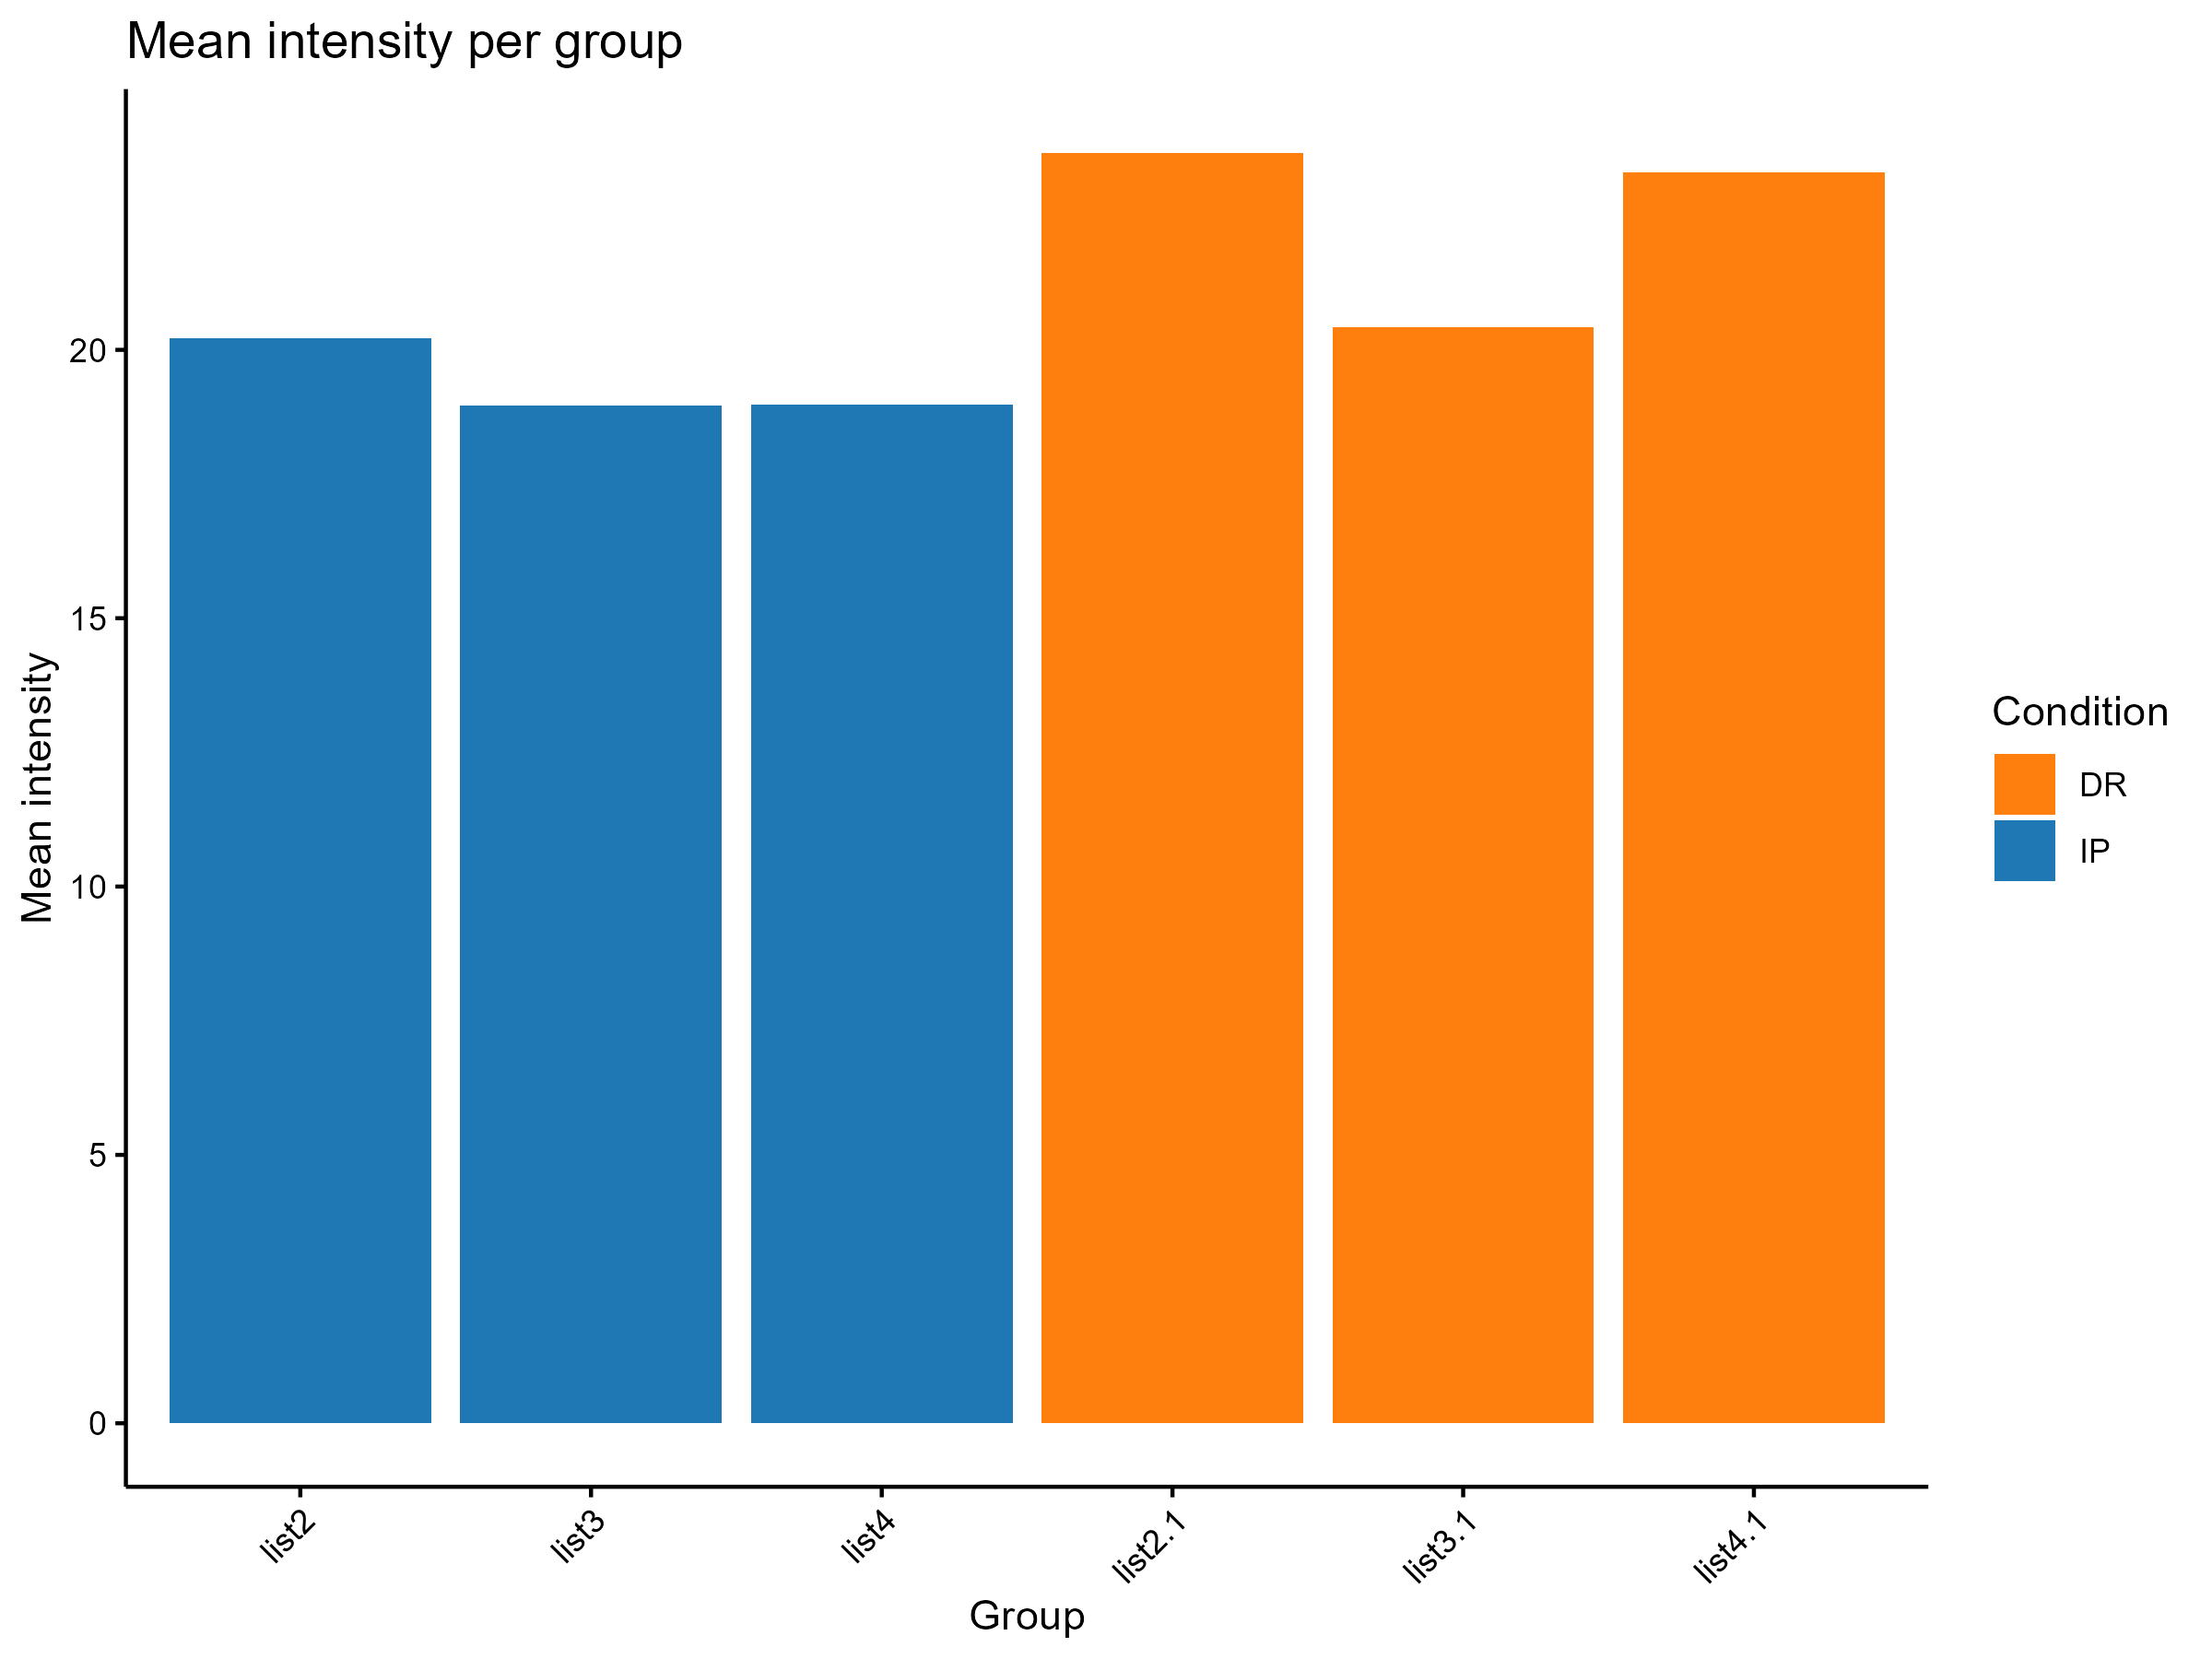 Mean intensity per group
Mean intensity
20
15
10
5
0
list2
list3
list4
list2.1
list3.1
list4.1
Group
Condition
DR
IP